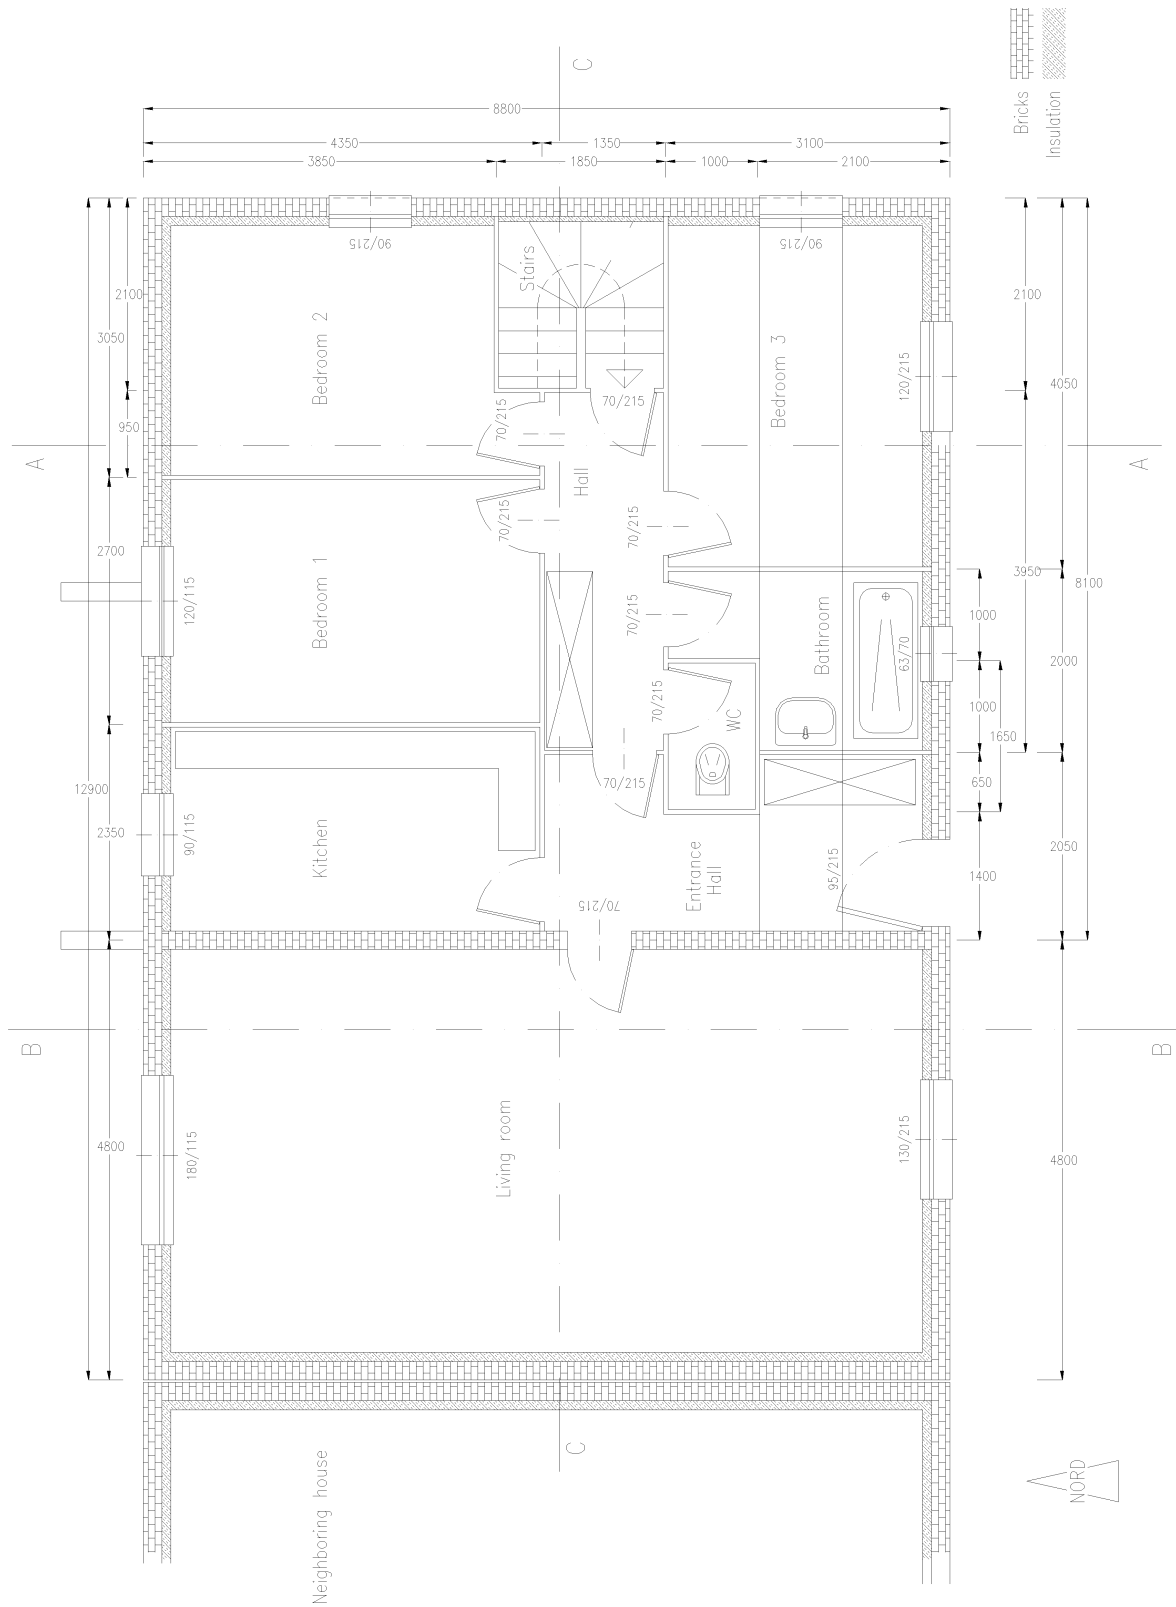 C
8800
4350
1350
3100
3850
1850
1000
2100
Bricks
Insulation
90/215
90/215
Stairs
2100
3050
950
Bedroom 2
70/215
70/215
Bedroom 3
120/215
2100
4050
A
A
Hall
70/215
70/215
2700
120/115
Bedroom 1
70/215
Bathroom
63/70
1000
3950
8100
2000
1000
1650
70/215
WC
70/215
650
12900
2350
90/115
Kitchen
Entrance
Hall
70/215
95/215
2050
1400
B
B
4800
180/115
Living room
130/215
4800
C
Neighboring house
NORD